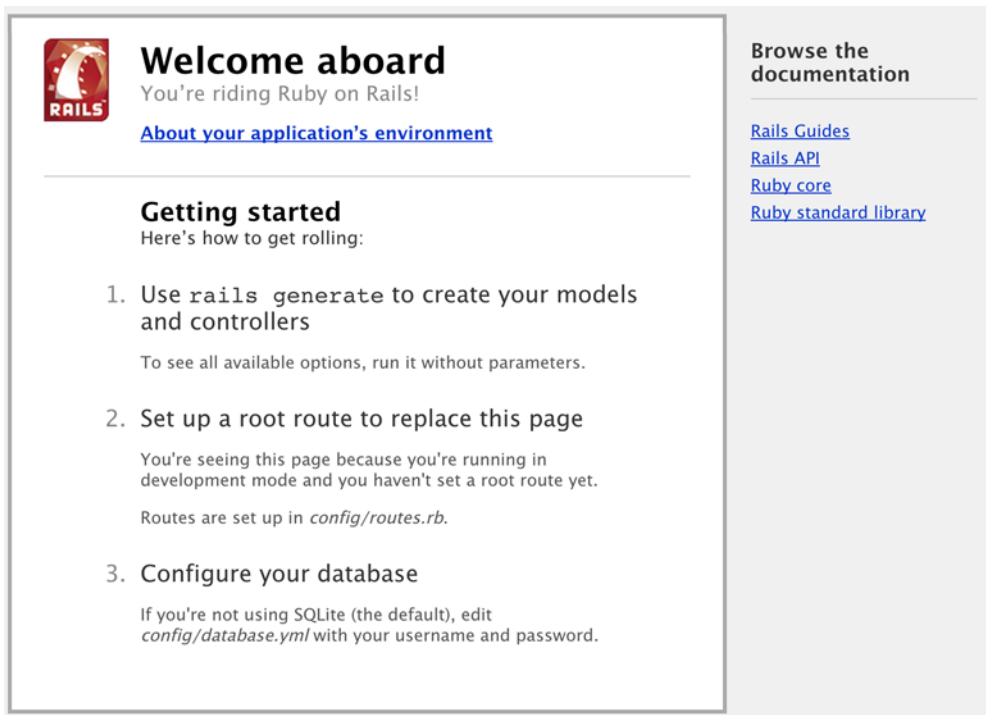 RAILS
Welcome aboard
You’re riding Ruby on Rails!
About your application’s environment
Getting started
Here’s how to get rolling:
1. Use rails generate to create your models
and controllers
To see all available options, run it without parameters.
2. Set up a root route to replace this page
You're seeing this page because you're running in
development mode and you haven't set a root route yet.
Routes are set up in config/routes.rb.
3. Configure your database
If you're not using SQLite (the default), edit
config/database.yml with your username and password.
Browse the
documentation
Rails Guides
Rails API
Ruby core
Ruby standard library